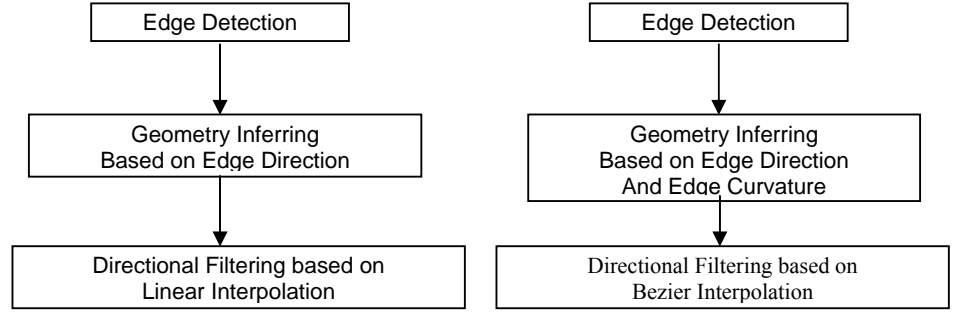 Edge Detection
Geometry Inferring
Based on Edge Direction
Directional Filtering based on
Linear Interpolation
Edge Detection
Geometry Inferring
Based on Edge Direction
And Edge Curvature
Directional Filtering based on
Bezier Interpolation